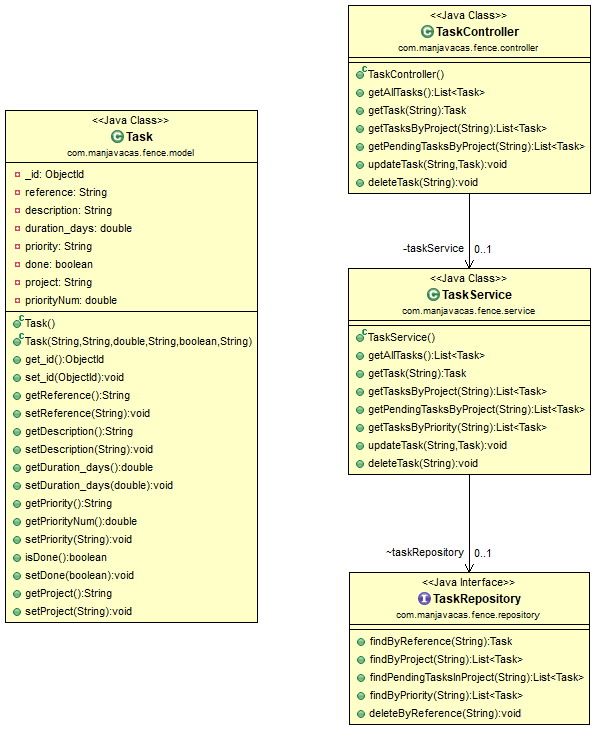 <<Java Class>>
Task
com.manjavacas.fence.model
_id: ObjectId
reference: String
description: String
duration_days: double
priority: String
done: boolean
project: String
priorityNum: double
Task()
Task(String,String,double,String,boolean,String)
get_id():ObjectId
set_id(ObjectId):void
getReference():String
setReference(String):void
getDescription():String
setDescription(String):void
getDuration_days():double
setDuration_days(double):void
getPriority():String
getPriorityNum():double
setPriority(String):void
isDone():boolean
setDone(boolean):void
getProject():String
setProject(String):void
<<Java Class>>
TaskController
com.manjavacas.fence.controller
TaskController()
getAllTasks():List<Task>
getTask(String):Task
getTasksByProject(String):List<Task>
getPendingTasksByProject(String):List<Task>
updateTask(String,Task):void
deleteTask(String):void
-taskService 0..1
<<Java Class>>
TaskService
com.manjavacas.fence.service
TaskService()
getAllTasks():List<Task>
getTask(String):Task
getTasksByProject(String):List<Task>
getPendingTasksByProject(String):List<Task>
getTasksByPriority(String):List<Task>
updateTask(String,Task):void
deleteTask(String):void
~taskRepository 0..1
<<Java Interface>>
TaskRepository
com.manjavacas.fence.repository
findByReference(String):Task
findByProject(String):List<Task>
findPendingTasksInProject(String):List<Task>
findByPriority(String):List<Task>
deleteByReference(String):void